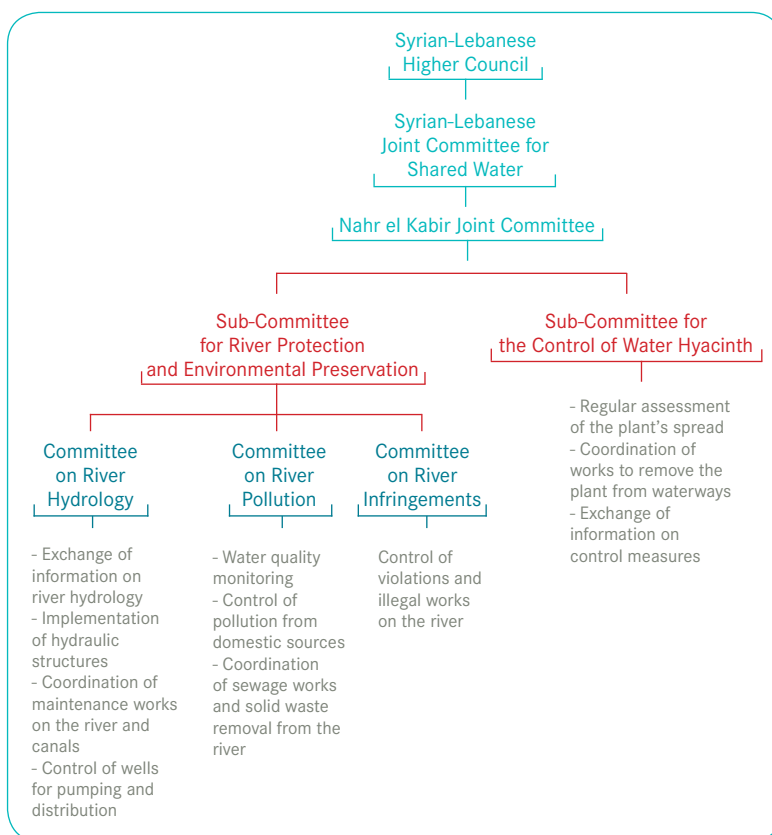 Syrian-Lebanese
Higher Council
Syrian-Lebanese
Joint Committee for
Shared Water
Nahr el Kabir Joint Committee
Sub-Committee
for River Protection
and Environmental Preservation
Sub-Committee for
the Control of Water Hyacinth
- Regular assessment
of the plant's spread
- Coordination of
works to remove the
plant from waterways
- Exchange of
information on
control measures
Committee
on River
Hydrology
- Exchange of
information on
river hydrology
- Implementation
of hydraulic
structures
- Coordination of
maintenance works
on the river and
canals
- Control of wells
for pumping and
distribution
Committee
on River
Pollution
- Water quality
monitoring
- Control of
pollution from
domestic sources
- Coordination
of sewage works
and solid waste
removal from the
river
Committee
on River
Infringements
Control of
violations and
illegal works
on the river